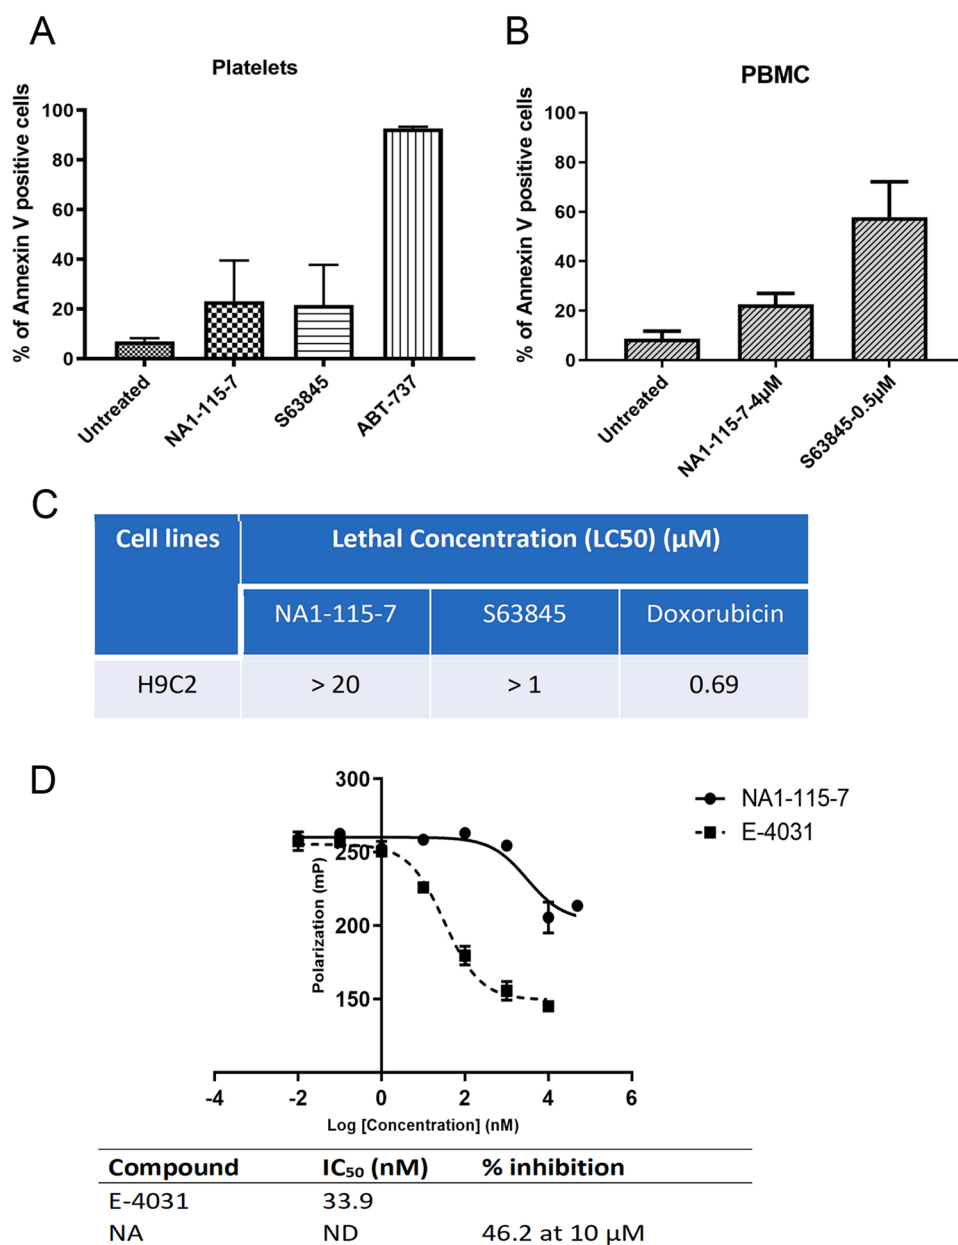 A
Platelets
% of Annexin V positive cells
100
80
60
40
20
0
Untreated
NA1-115-7
S63845
ABT-737
B
PBMC
% of Annexin V positive cells
100
80
60
40
20
0
Untreated
NA1-115-7-4µM
S63845-0.5µM
C
Cell lines Lethal Concentration (LC50) (µM)
NA1-115-7 S63845 Doxorubicin
H9C2 > 20 > 1 0.69
D
Polarization (mP)
300
250
200
150
-4 -2 0 2 4 6
Log [Concentration] (nM)
NA1-115-7
E-4031
Compound IC₅₀ (nM) % inhibition
E-4031 33.9
NA ND 46.2 at 10 µM